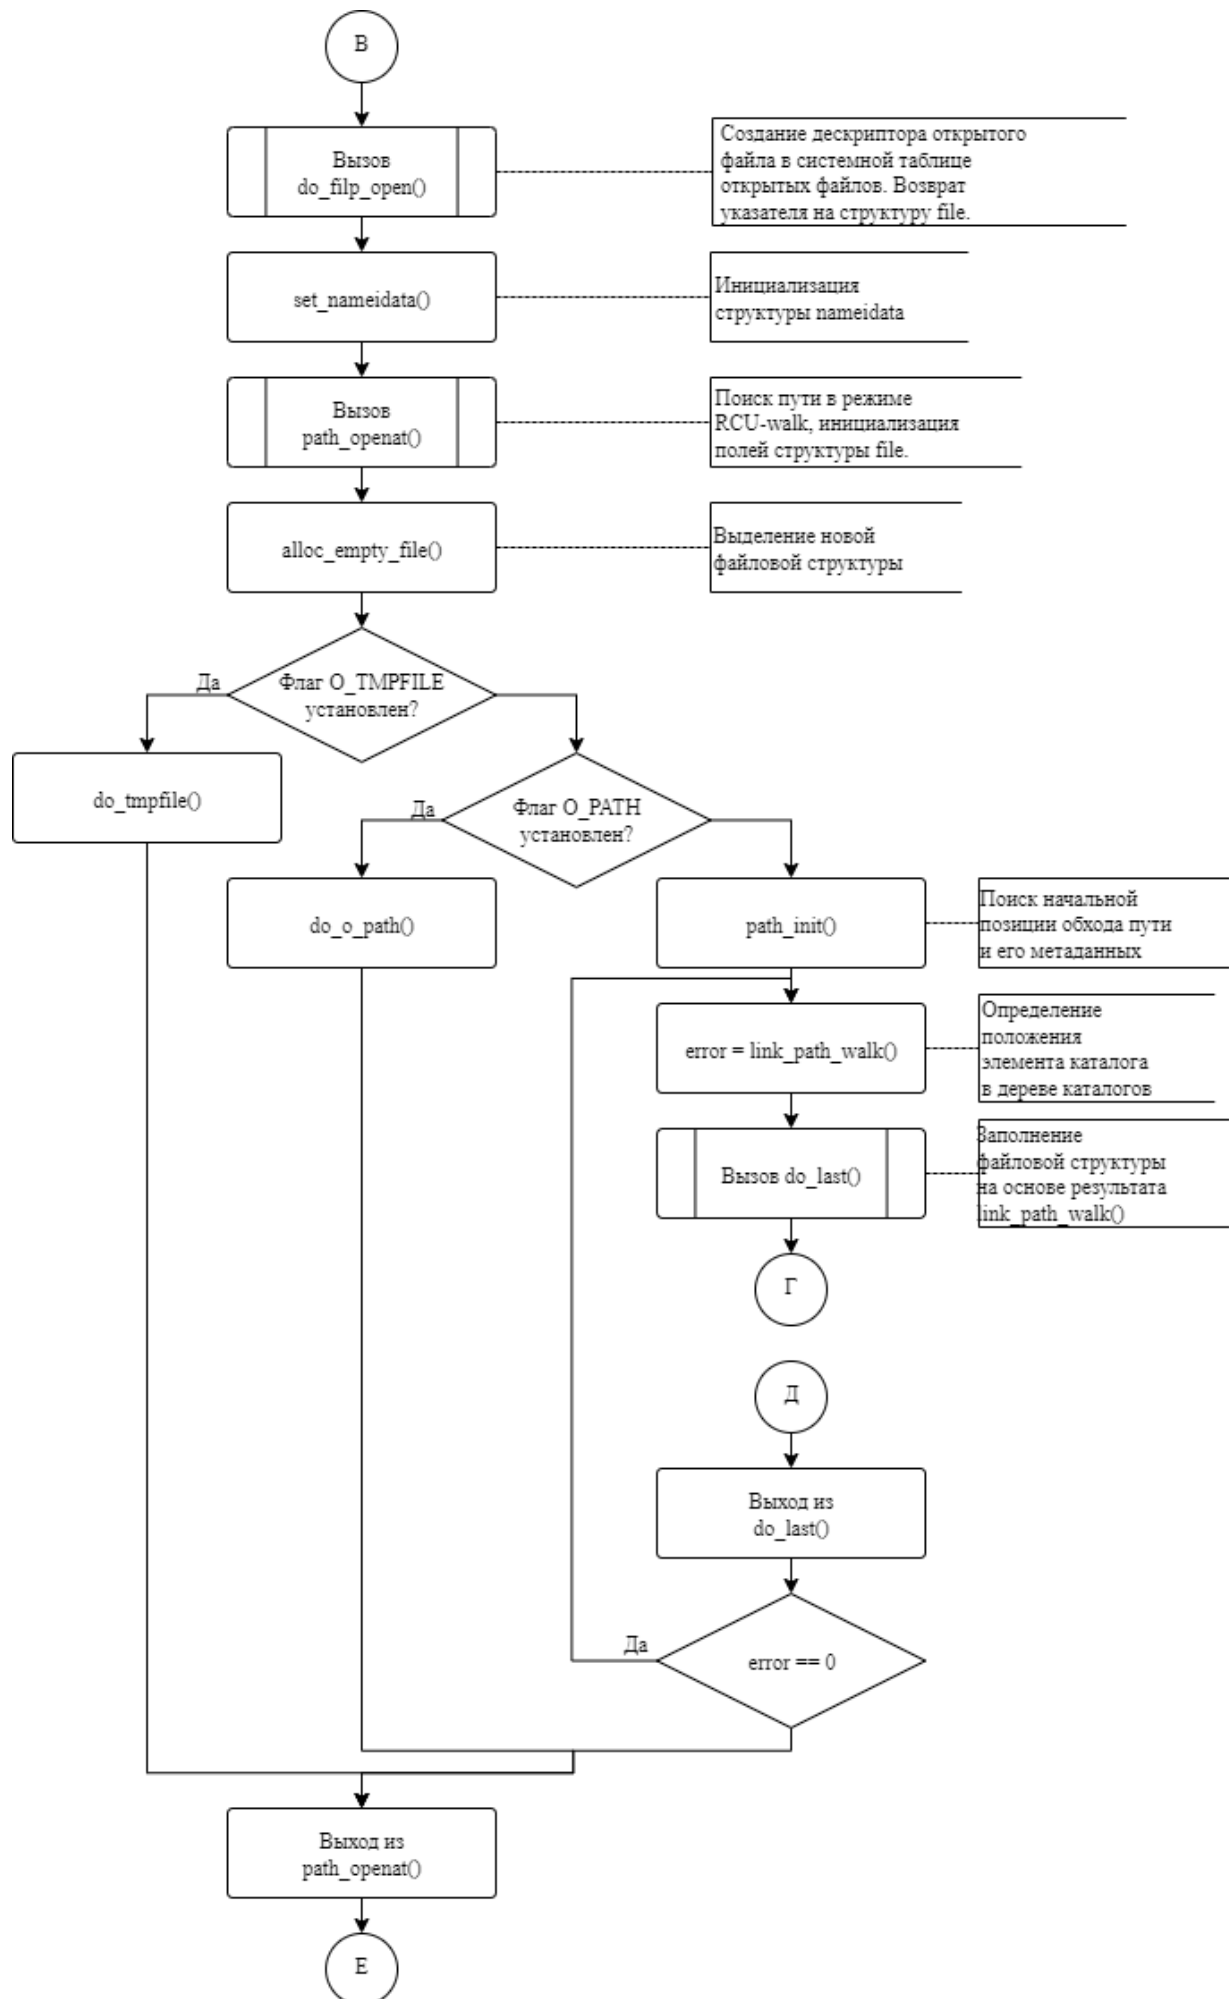 В
Вызов
do_filp_open()
Создание дескриптора открытого
файла в системной таблице
открытых файлов. Возврат
указателя на структуру file.
set_nameidata()
Инициализация
структуры nameidata
Вызов
path_openat()
Поиск пути в режиме
RCU-walk, инициализация
полей структуры file.
alloc_empty_file()
Выделение новой
файловой структуры
Да
Флаг O_TMPFILE
установлен?
do_tmpfile()
Да
Флаг O_PATH
установлен?
do_o_path()
path_init()
Поиск начальной
позиции обхода пути
и его метаданных
error = link_path_walk()
Определение
положения
элемента каталога
в дереве каталогов
Вызов do_last()
Заполнение
файловой структуры
на основе результата
link_path_walk()
Г
Д
Выход из
do_last()
Да
error == 0
Выход из
path_openat()
Е